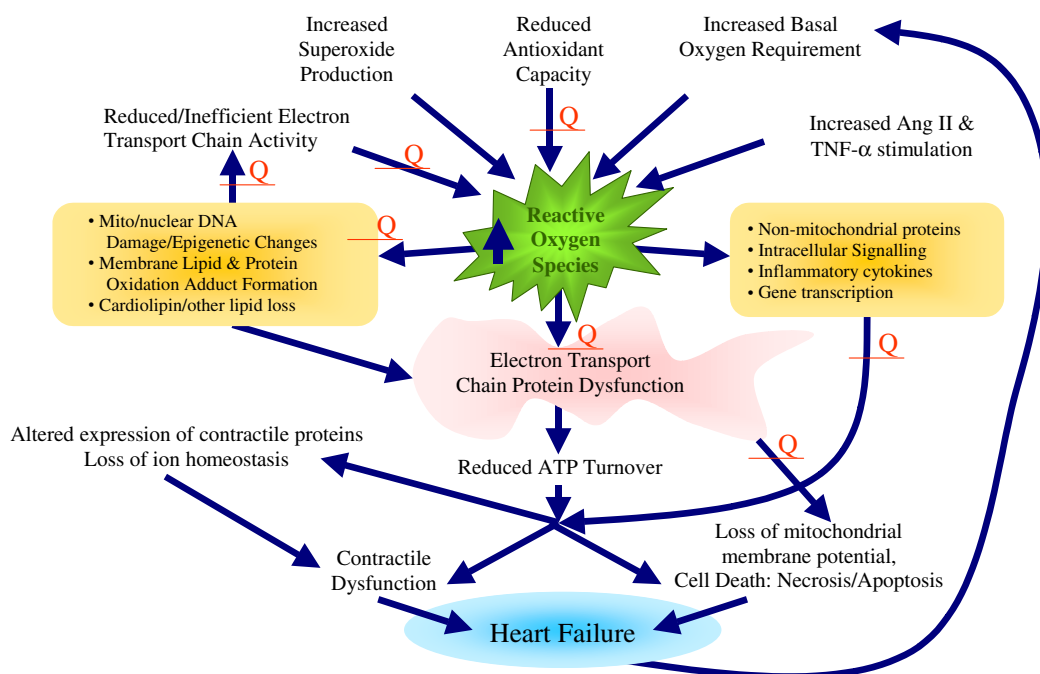 Increased
Superoxide
Production
Reduced
Antioxidant
Capacity
Increased Basal
Oxygen Requirement
Reduced/Inefficient Electron
Transport Chain Activity
Q
Q
Increased Ang II &
TNF-α stimulation
Q
• Mito/nuclear DNA
Damage/Epigenetic Changes
• Membrane Lipid & Protein
Oxidation Adduct Formation
• Cardiolipin/other lipid loss
Q
Reactive
Oxygen
Species
• Non-mitochondrial proteins
• Intracellular Signalling
• Inflammatory cytokines
• Gene transcription
Q
Q
Electron Transport
Chain Protein Dysfunction
Q
Altered expression of contractile proteins
Loss of ion homeostasis
Reduced ATP Turnover
Contractile
Dysfunction
Loss of mitochondrial
membrane potential,
Cell Death: Necrosis/Apoptosis
Heart Failure